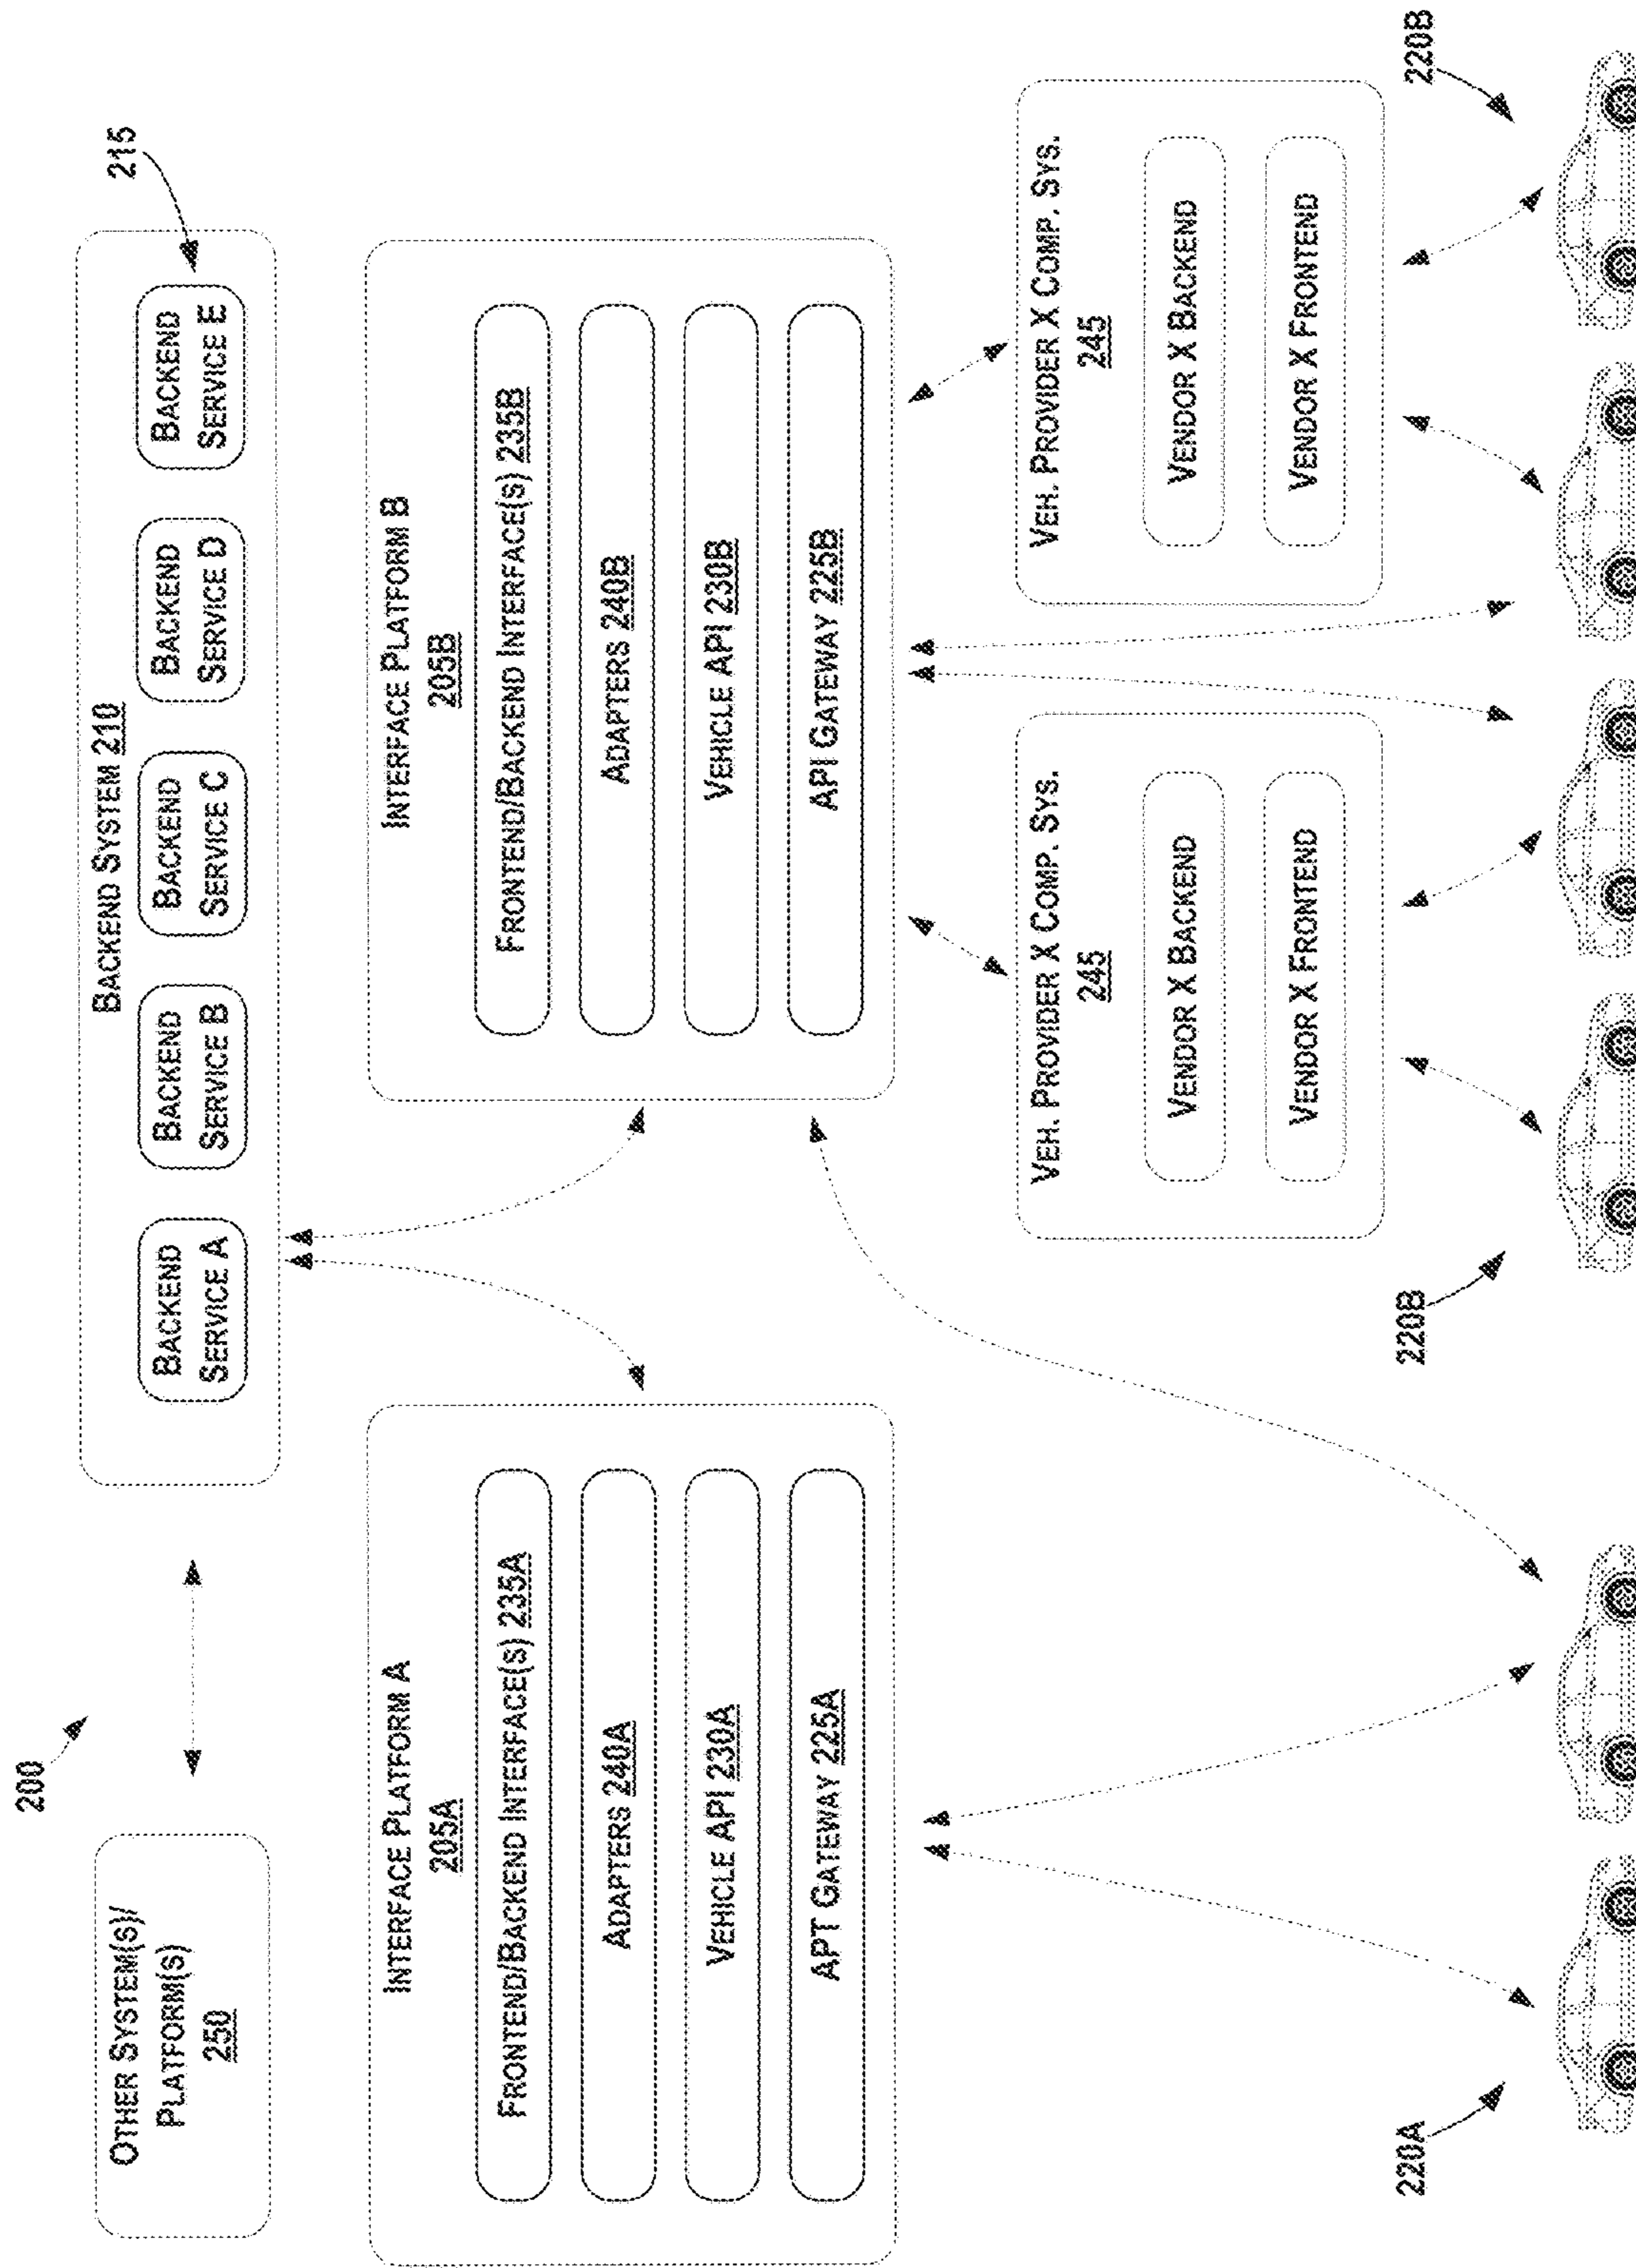 200
OTHER SYSTEM(S)/
PLATFORM(S)
250
BACKEND SYSTEM 210
BACKEND
SERVICE A
BACKEND
SERVICE B
BACKEND
SERVICE C
BACKEND
SERVICE D
BACKEND
SERVICE E
215
INTERFACE PLATFORM A
205A
FRONTEND/BACKEND INTERFACE(S) 235A
ADAPTERS 240A
VEHICLE API 230A
APT GATEWAY 225A
INTERFACE PLATFORM B
205B
FRONTEND/BACKEND INTERFACE(S) 235B
ADAPTERS 240B
VEHICLE API 230B
API GATEWAY 225B
VEH. PROVIDER X COMP. SYS.
245
VENDOR X BACKEND
VENDOR X FRONTEND
VEH. PROVIDER X COMP. SYS.
245
VENDOR X BACKEND
VENDOR X FRONTEND
220A
220B
220B